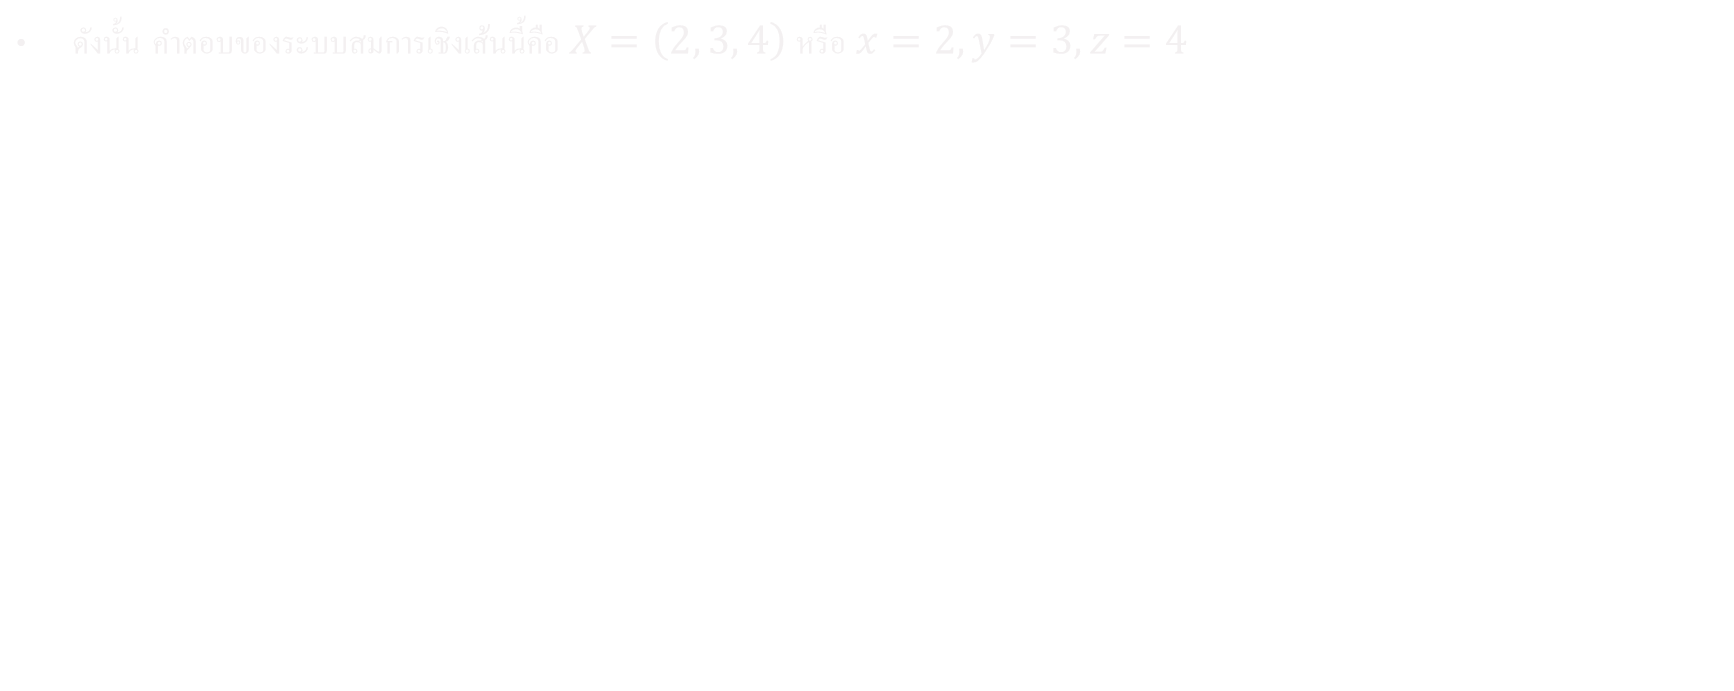 • ดังนั้น คำตอบของระบบสมการเชิงเส้นนี้คือ X = (2, 3, 4) หรือ x = 2, y = 3, z = 4